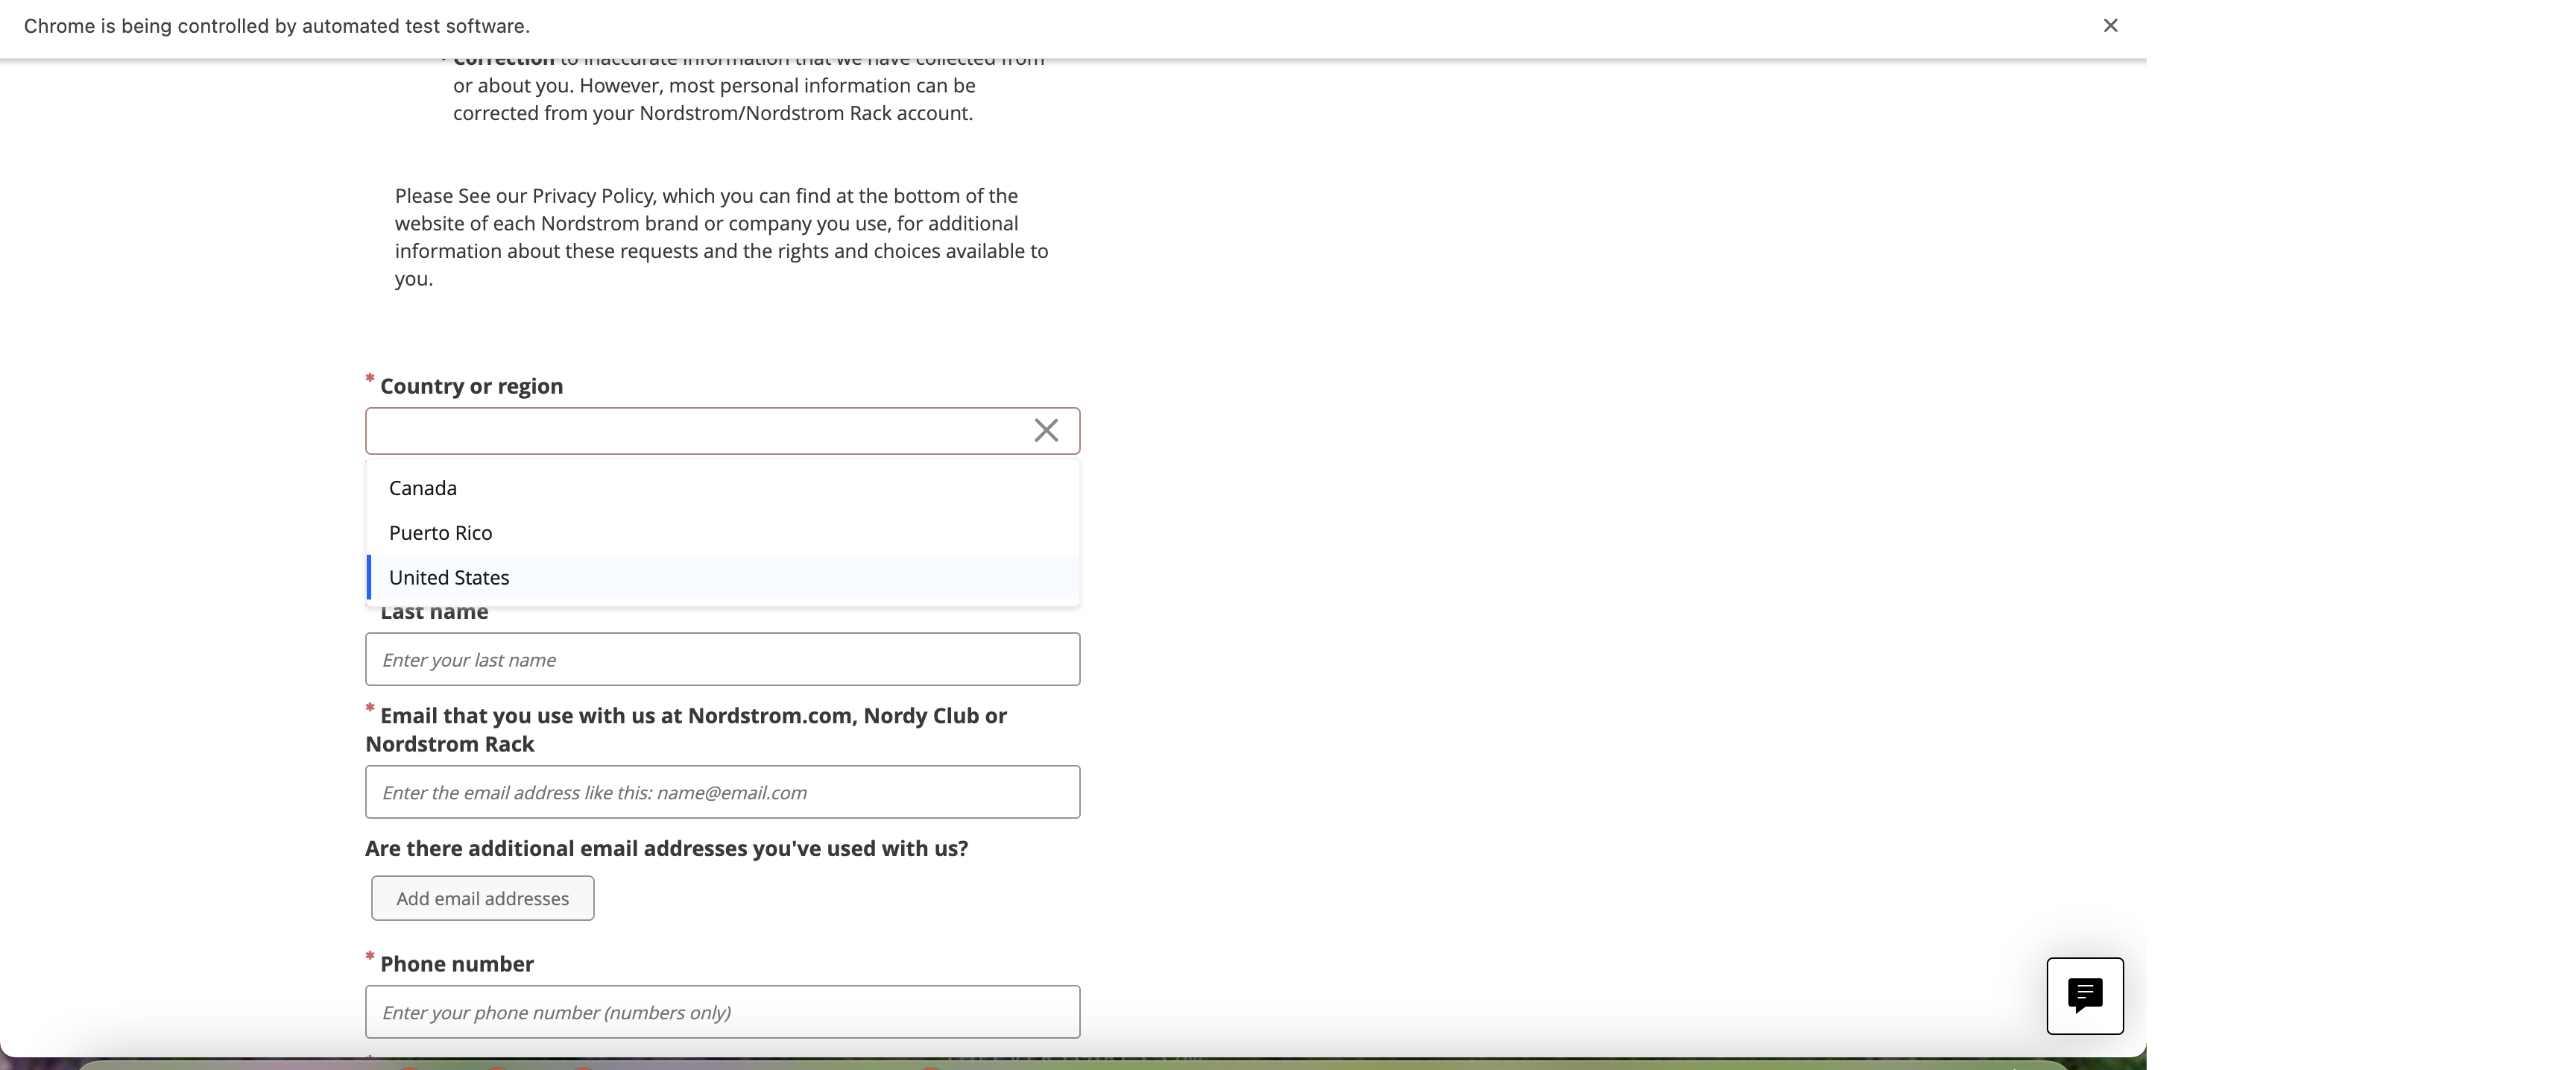 Chrome is being controlled by automated test software.
• Correction to inaccurate information that we have collected from
or about you. However, most personal information can be
corrected from your Nordstrom/Nordstrom Rack account.
Please See our Privacy Policy, which you can find at the bottom of the
website of each Nordstrom brand or company you use, for additional
information about these requests and the rights and choices available to
you.
* Country or region
Canada
Puerto Rico
United States
Last name
Enter your last name
* Email that you use with us at Nordstrom.com, Nordy Club or
Nordstrom Rack
Enter the email address like this: name@email.com
Are there additional email addresses you've used with us?
Add email addresses
* Phone number
Enter your phone number (numbers only)